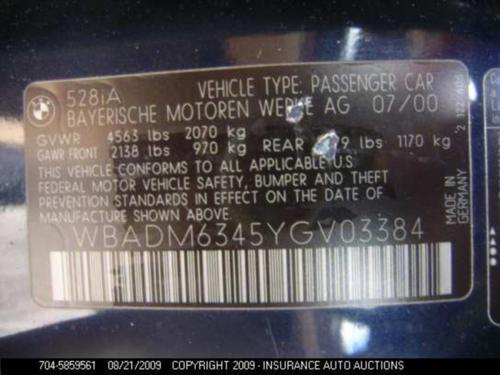 528iA VEHICLE TYPE: PASSENGER CAR
BAYERISCHE MOTOREN AG 07/00
GVWR 4563 lbs 2070 kg
GAWR FRONT 2138 lbs 970 kg REAR lbs 1170 kg
THIS VEHICLE CONFORMS TO ALL APPLICABLE U.S.
FEDERAL MOTOR VEHICLE SAFETY, BUMPER AND THEFT
PREVENTION STANDARDS IN EFFECT ON THE DATE OF
MANUFACTURE SHOWN ABOVE.
WBADM6345YGV03384
MADE IN GERMANY
BMW
704-5859561 08/21/2009 COPYRIGHT 2009 - INSURANCE AUTO AUCTIONS